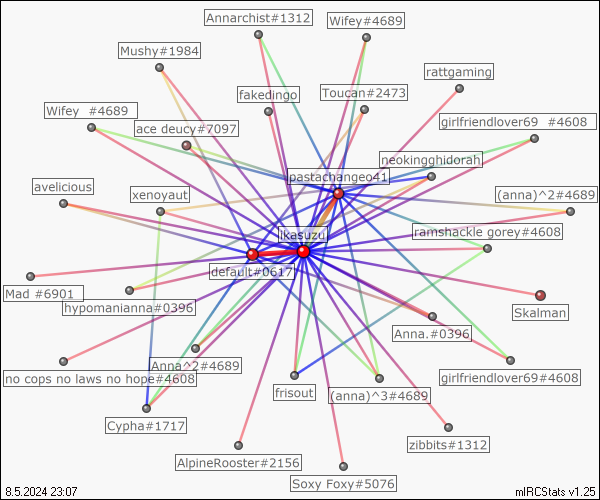 Annarchist#1312
Wifey#4689
Mushy#1984
rattgaming
fakedingo
Toucan#2473
Wifey  #4689
girlfriendlover69  #4608
ace deucy#7097
neokingghidorah
pastachangeo41
avelicious
xenoyaut
(anna)^2#4689
ikasuzu
ramshackle gorey#4608
default#0617
Mad #6901
hypomanianna#0396
Skalman
Anna.#0396
Anna^2#4689
no cops no laws no hope#4608
girlfriendlover69#4608
frisout
(anna)^3#4689
Cypha#1717
zibbits#1312
AlpineRooster#2156
Soxy Foxy#5076
8.5.2024 23:07
mIRCStats v1.25